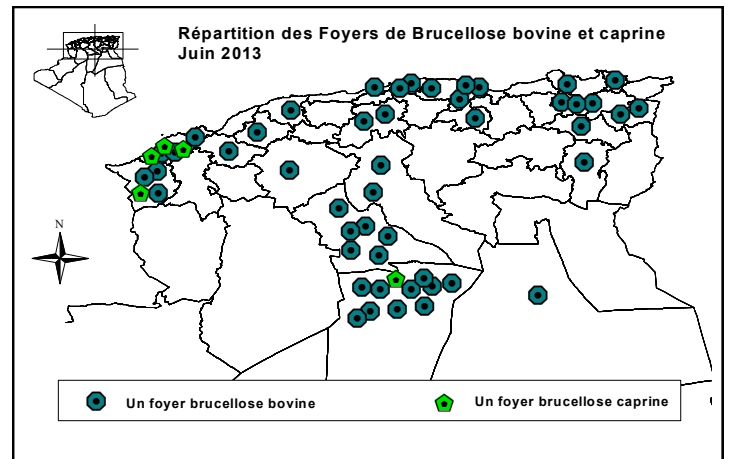 Répartition des Foyers de Brucellose bovine et caprine
Juin 2013
N
Un foyer brucellose bovine
Un foyer brucellose caprine